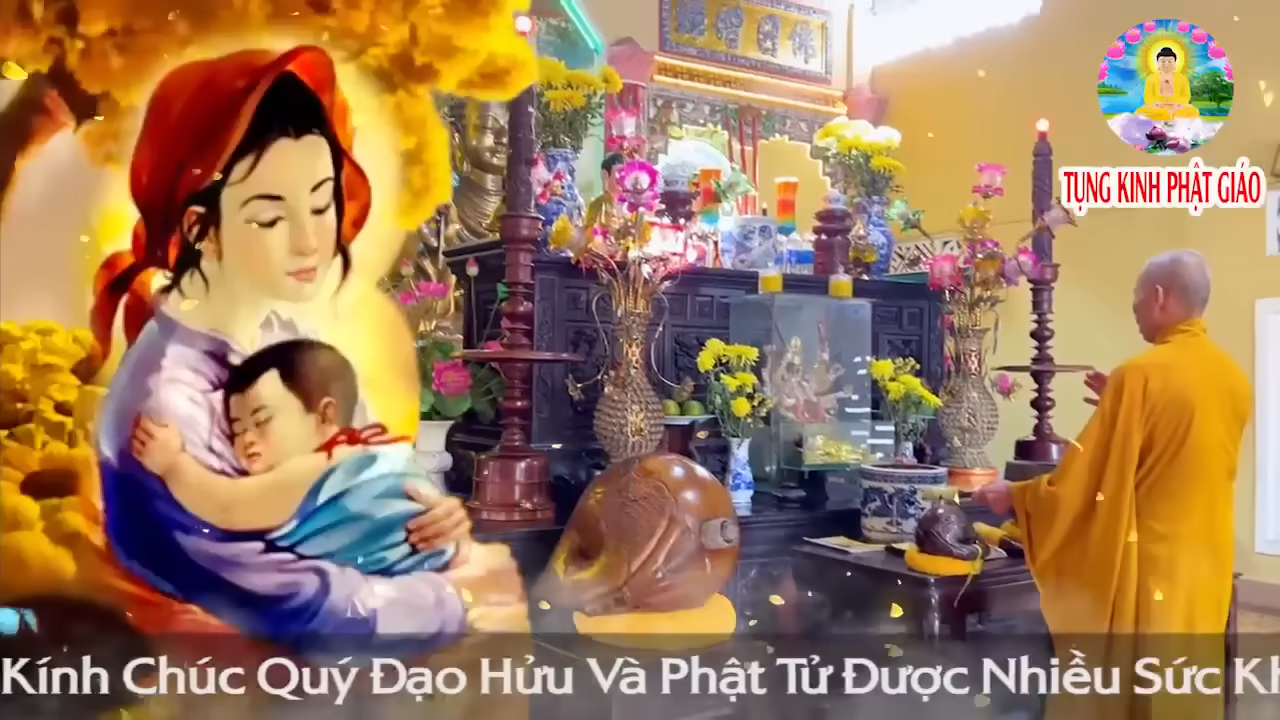 TỤNG KINH PHẬT GIÁO
Kính Chúc Quý Đạo Hửu Và Phật Tử Được Nhiều Sức Kh